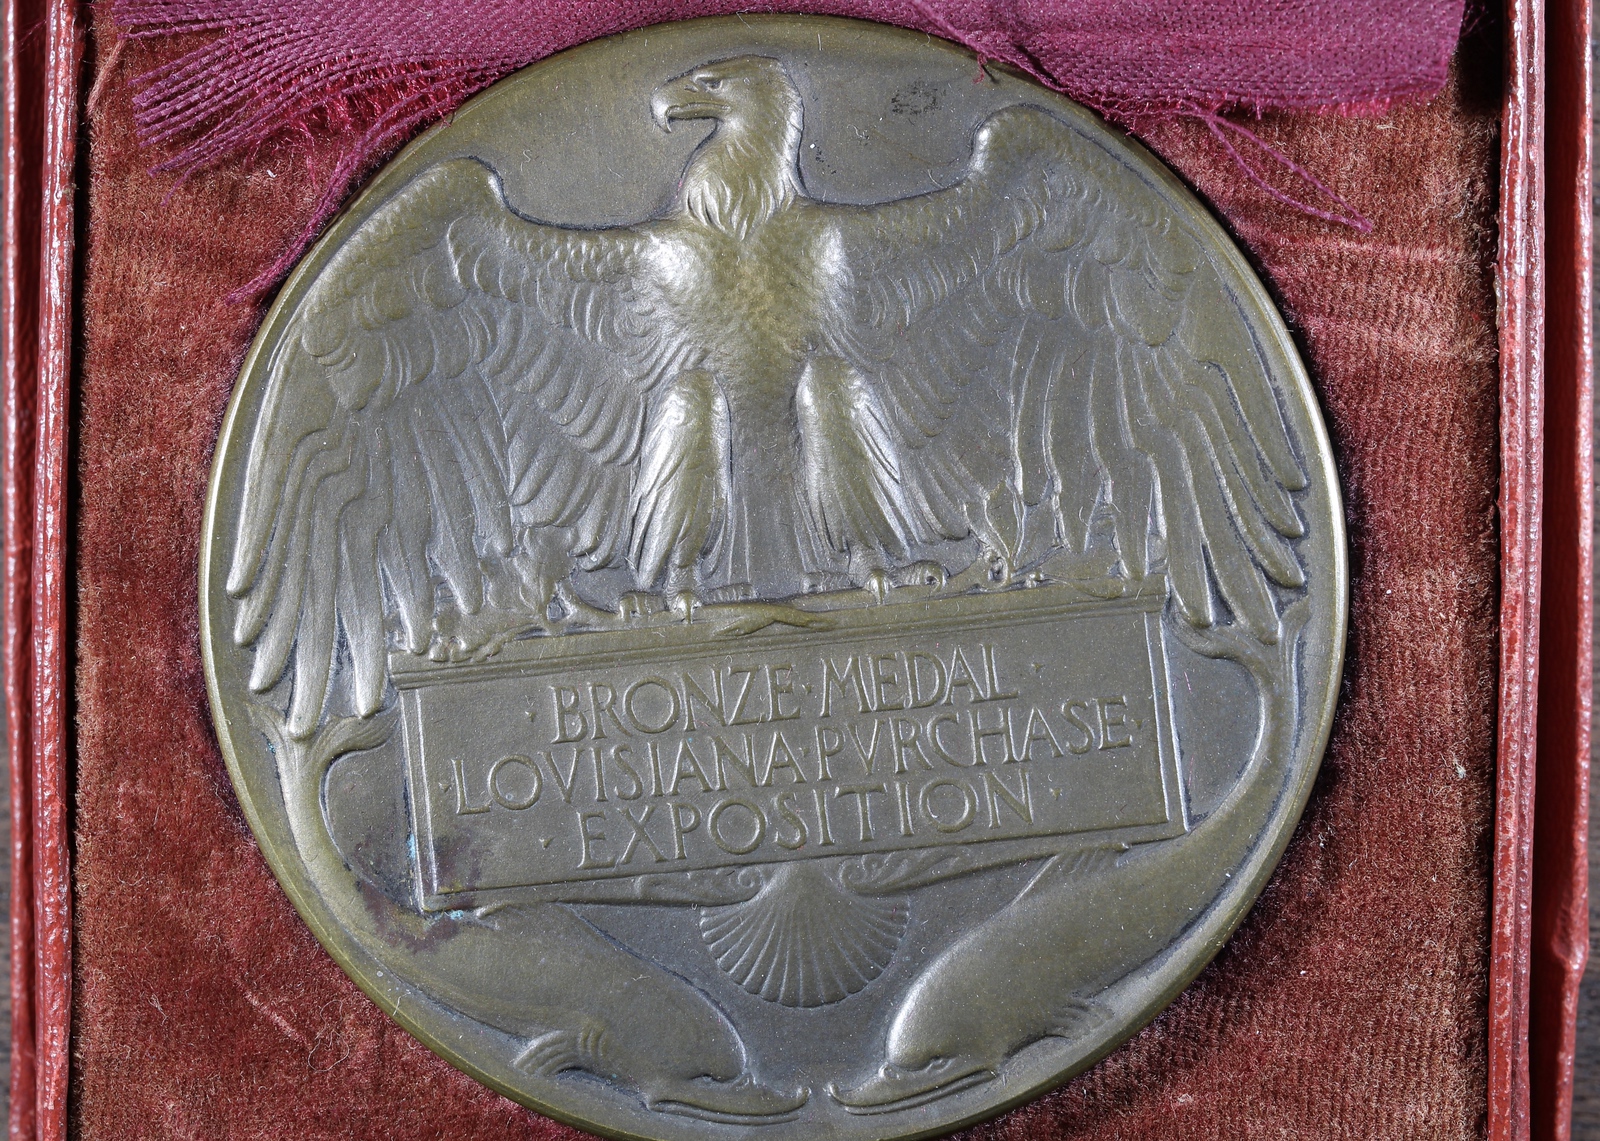 · BRONZE · MEDAL ·
· LOVISIANA · PVRCHASE ·
· EXPOSITION ·